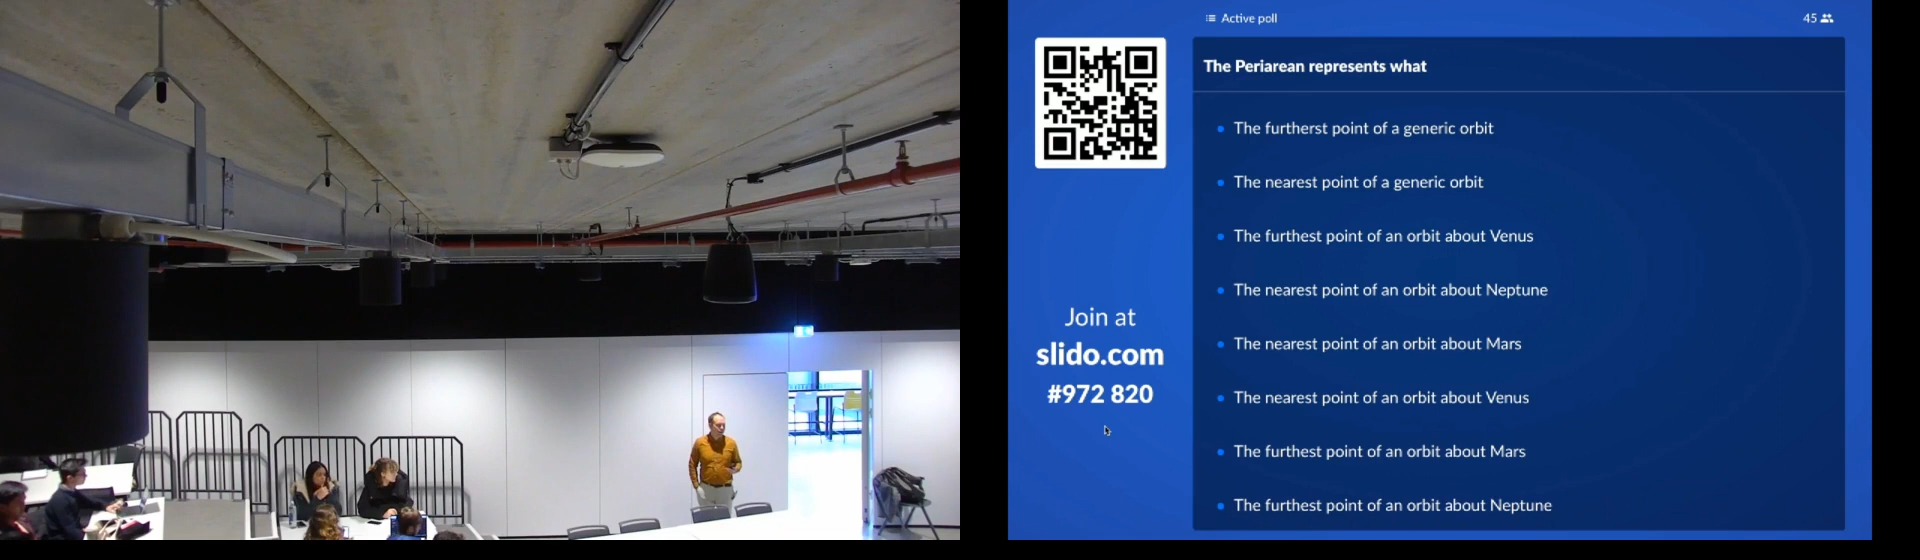 Active poll
45
The Periarean represents what
The furtherst point of a generic orbit
The nearest point of a generic orbit
The furthest point of an orbit about Venus
The nearest point of an orbit about Neptune
The nearest point of an orbit about Mars
The nearest point of an orbit about Venus
The furthest point of an orbit about Mars
The furthest point of an orbit about Neptune
Join at
slido.com
#972 820